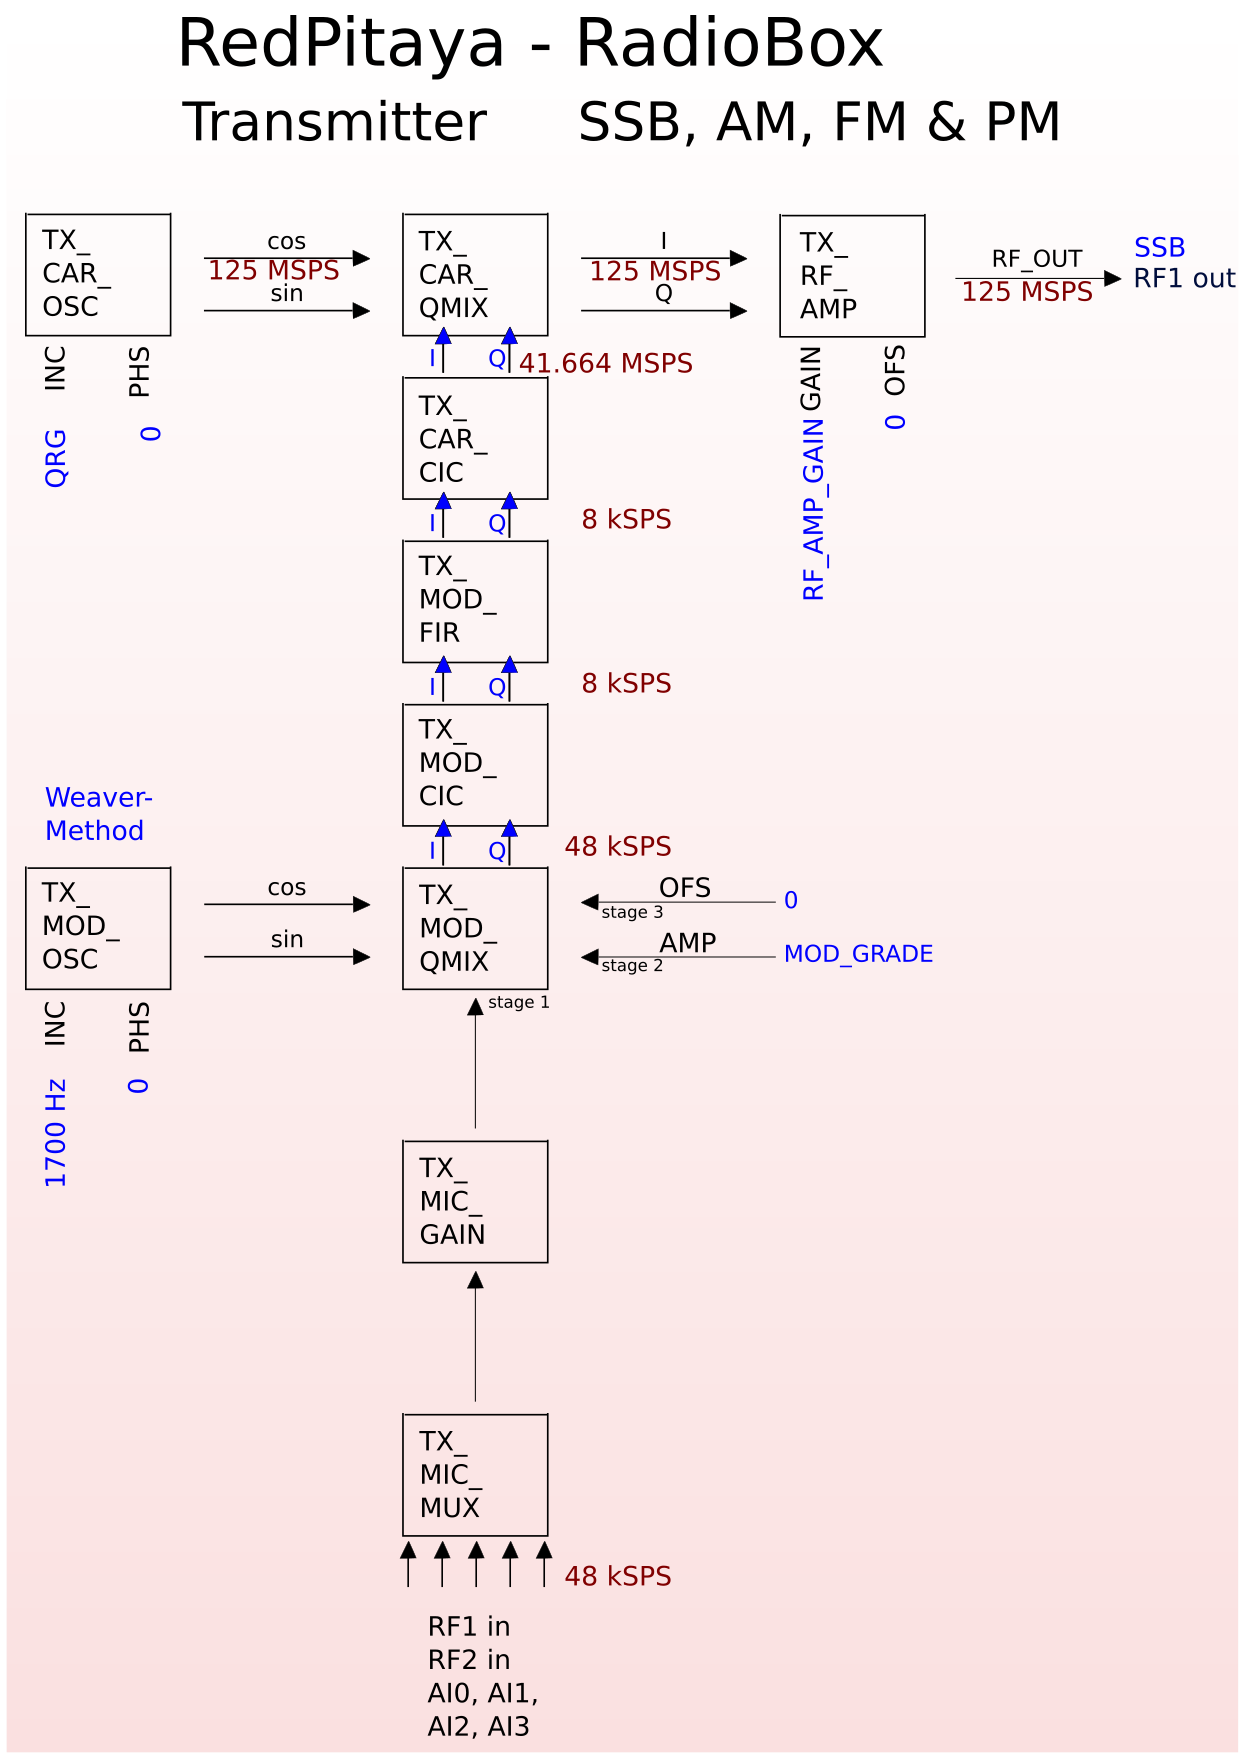 RedPitaya - RadioBox
Transmitter SSB, AM, FM & PM
TX_
CAR_
OSC
cos
125 MSPS
sin
TX_
CAR_
QMIX
I
125 MSPS
Q
TX_
RF_
AMP
RF_OUT
125 MSPS
SSB
RF1 out
INC
PHS
QRG
0
I Q
41.664 MSPS
GAIN
OFS
RF_AMP_GAIN
0
TX_
CAR_
CIC
I Q
8 kSPS
TX_
MOD_
FIR
I Q
8 kSPS
TX_
MOD_
CIC
I Q
48 kSPS
Weaver-
Method
TX_
MOD_
OSC
cos
sin
TX_
MOD_
QMIX
OFS
0
stage 3
AMP
MOD_GRADE
stage 2
stage 1
INC
PHS
1700 Hz
0
TX_
MIC_
GAIN
TX_
MIC_
MUX
48 kSPS
RF1 in
RF2 in
AI0, AI1,
AI2, AI3